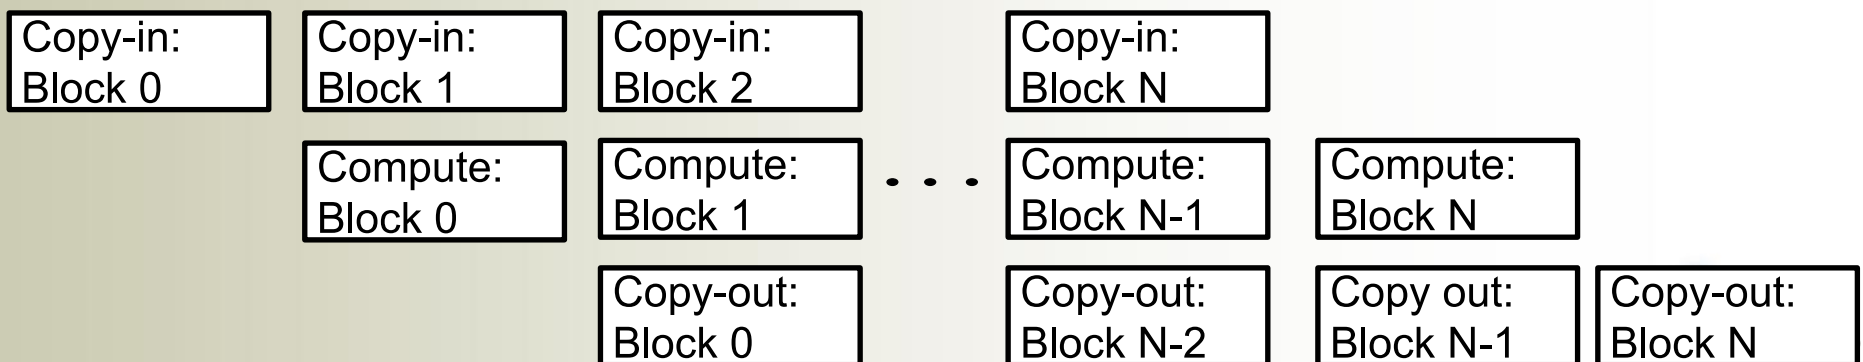 Copy-in:
Block 0
Copy-in:
Block 1
Copy-in:
Block 2
Copy-in:
Block N
Compute:
Block 0
Compute:
Block 1
. . .
Compute:
Block N-1
Compute:
Block N
Copy-out:
Block 0
Copy-out:
Block N-2
Copy out:
Block N-1
Copy-out:
Block N